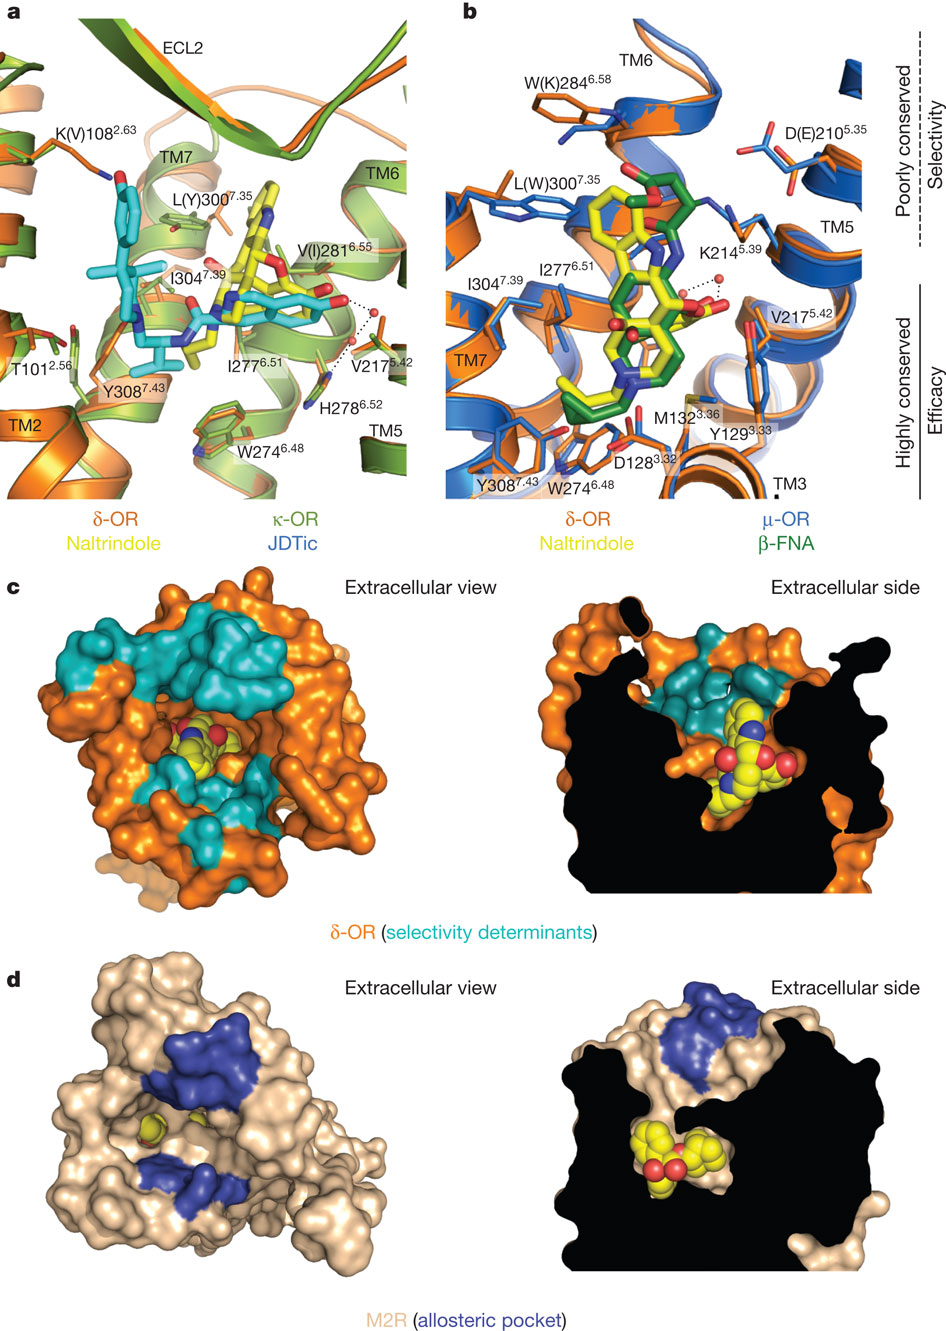 a
ECL2
K(V)108^2.63
TM7
TM6
L(Y)300^7.35
V(I)281^6.55
I304^7.39
T101^2.56
I277^6.51
V217^5.42
Y308^7.43
H278^6.52
TM2
W274^6.48
TM5
δ-OR κ-OR
Naltrindole JDTic
b
TM6
W(K)284^6.58
D(E)210^5.35
L(W)300^7.35
TM5
K214^5.39
I277^6.51
I304^7.39
V217^5.42
TM7
M132^3.36
Y129^3.33
D128^3.32
Y308^7.43
W274^6.48
TM3
δ-OR μ-OR
Naltrindole β-FNA
Poorly conserved
Selectivity
Highly conserved
Efficacy
c
Extracellular view
Extracellular side
δ-OR (selectivity determinants)
d
Extracellular view
Extracellular side
M2R (allosteric pocket)